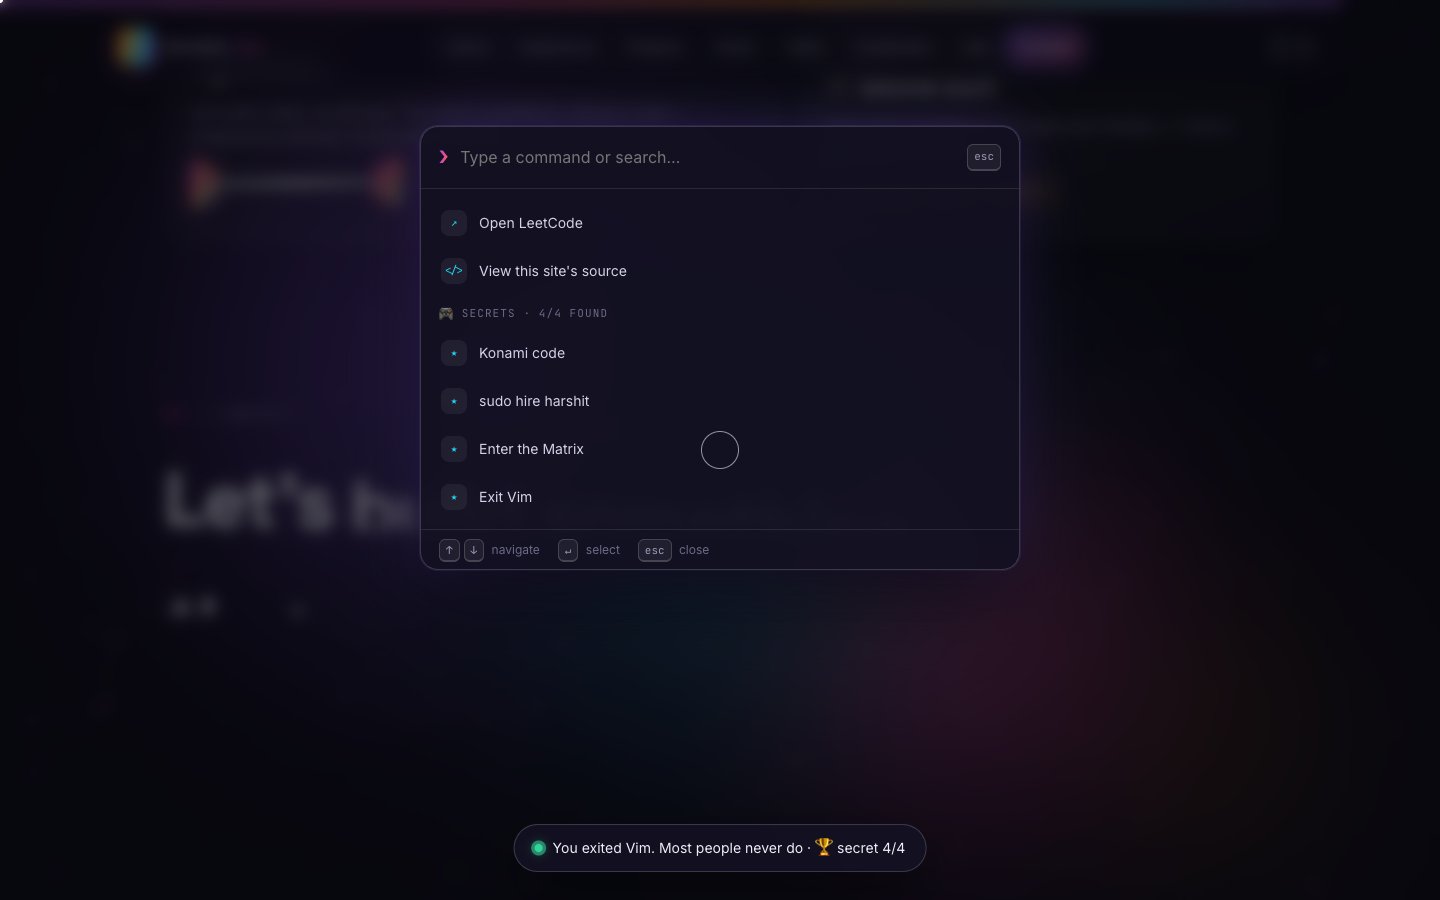 ❯ Type a command or search... esc
↗ Open LeetCode
</> View this site's source
🎮 SECRETS · 4/4 FOUND
★ Konami code
★ sudo hire harshit
★ Enter the Matrix
★ Exit Vim
↑ ↓ navigate ↵ select esc close
Let's
You exited Vim. Most people never do · 🏆 secret 4/4